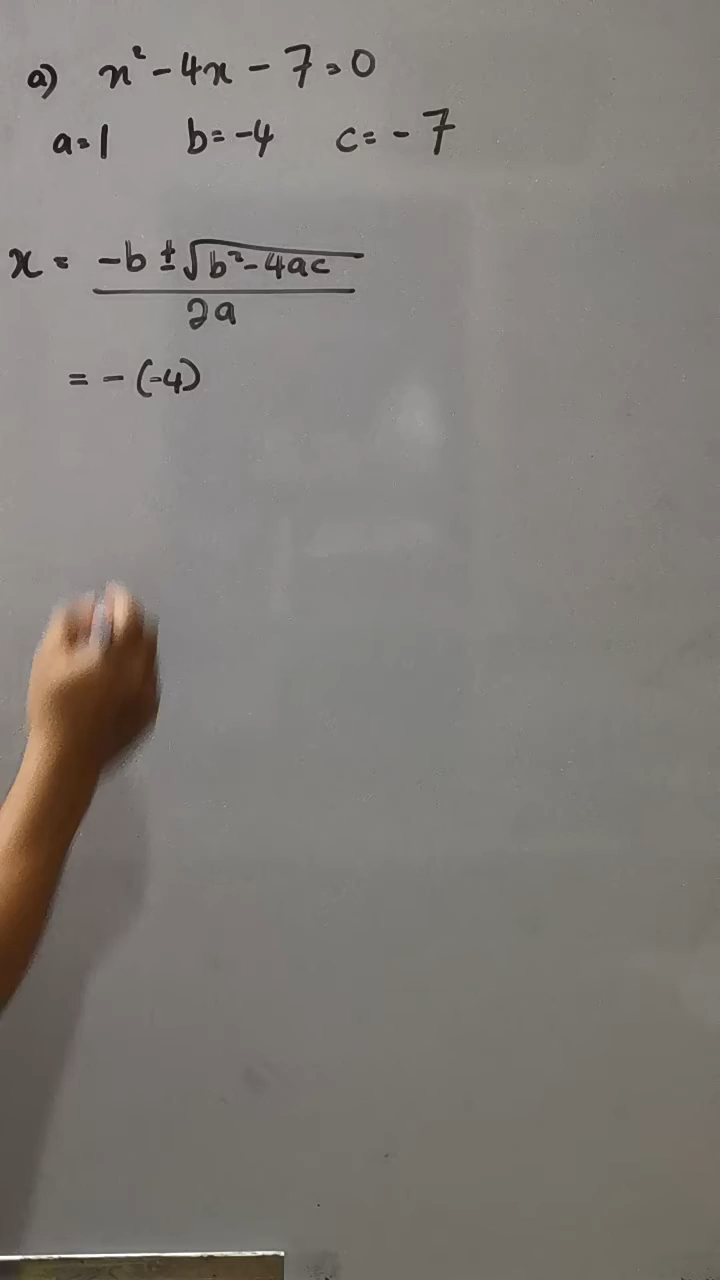 a) x² - 4x - 7 = 0
a = 1 b = -4 c = - 7
x = -b ± √b² - 4ac
2a
= - (-4)